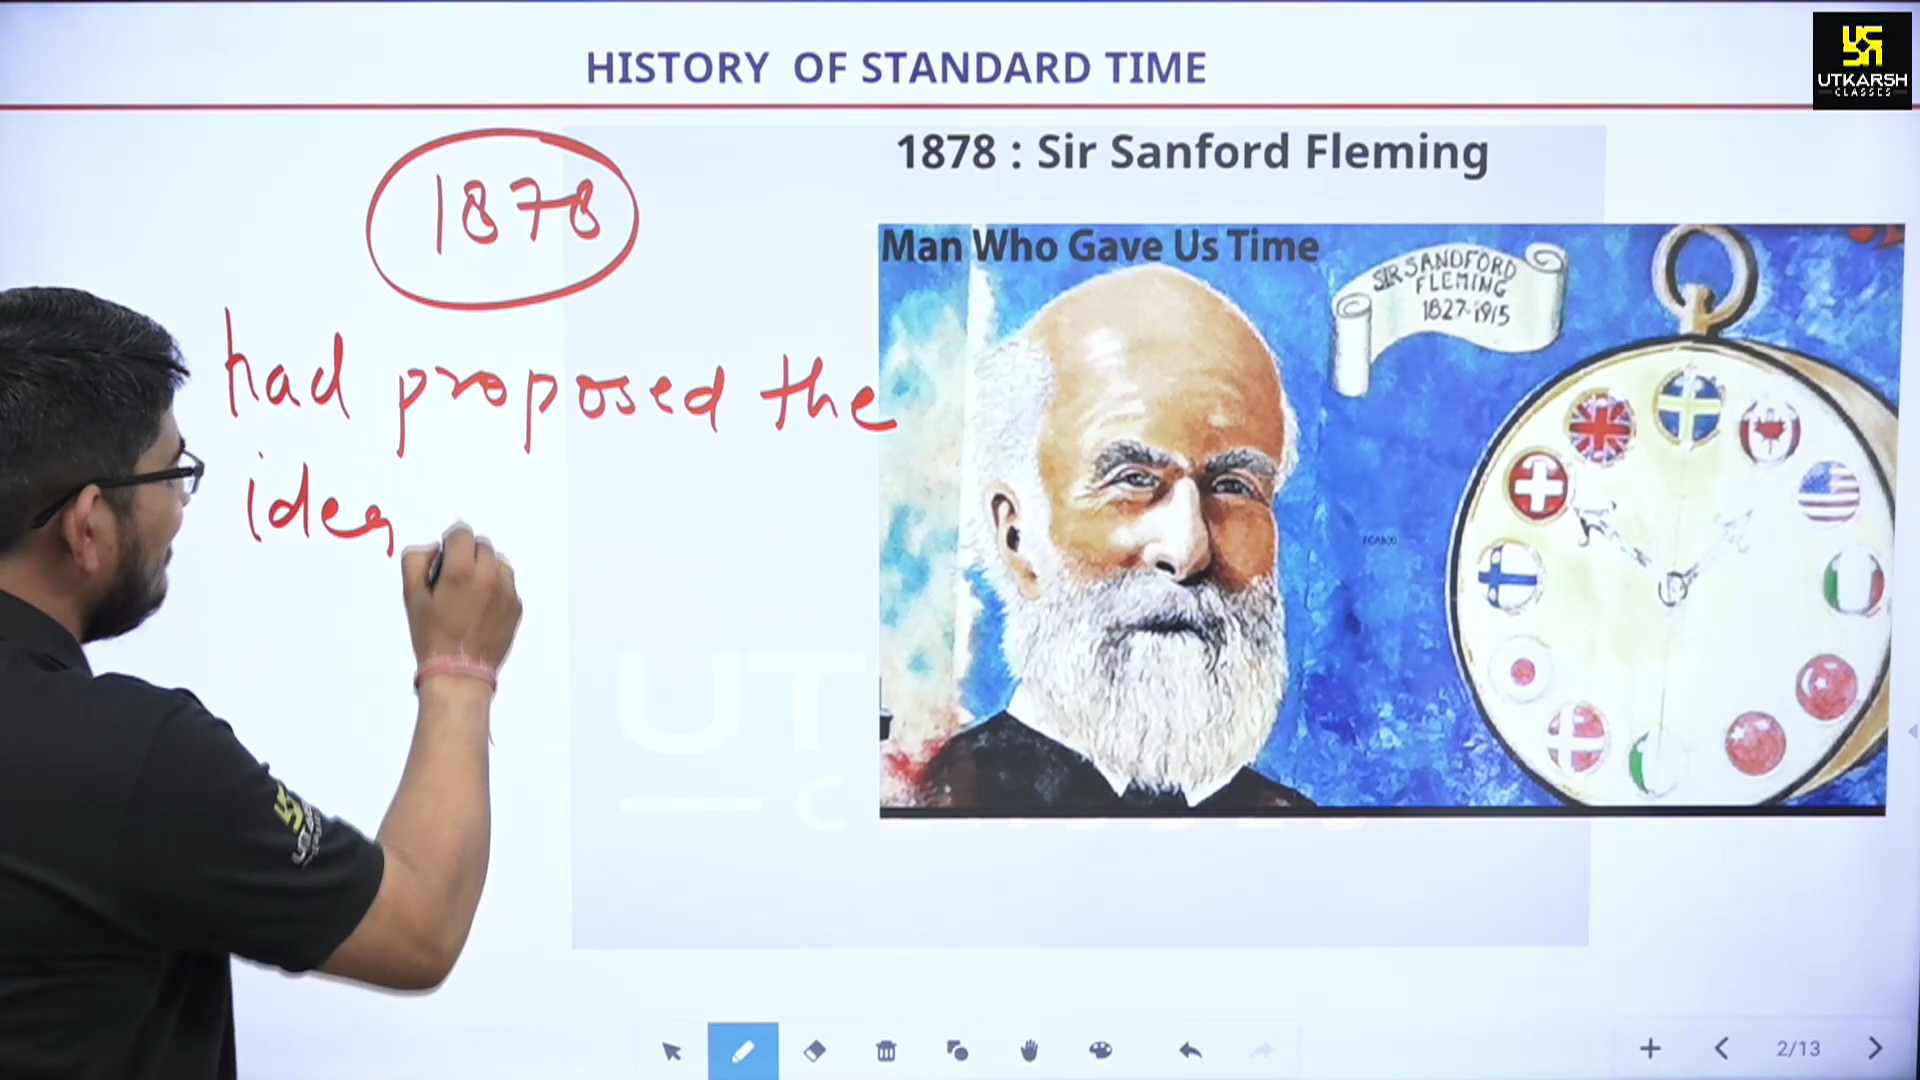 HISTORY OF STANDARD TIME
UTKARSH
CLASSES
1878 : Sir Sanford Fleming
1878
Man Who Gave Us Time
SIR SANDFORD
FLEMING
1827-1915
had proposed the
idea
2/13